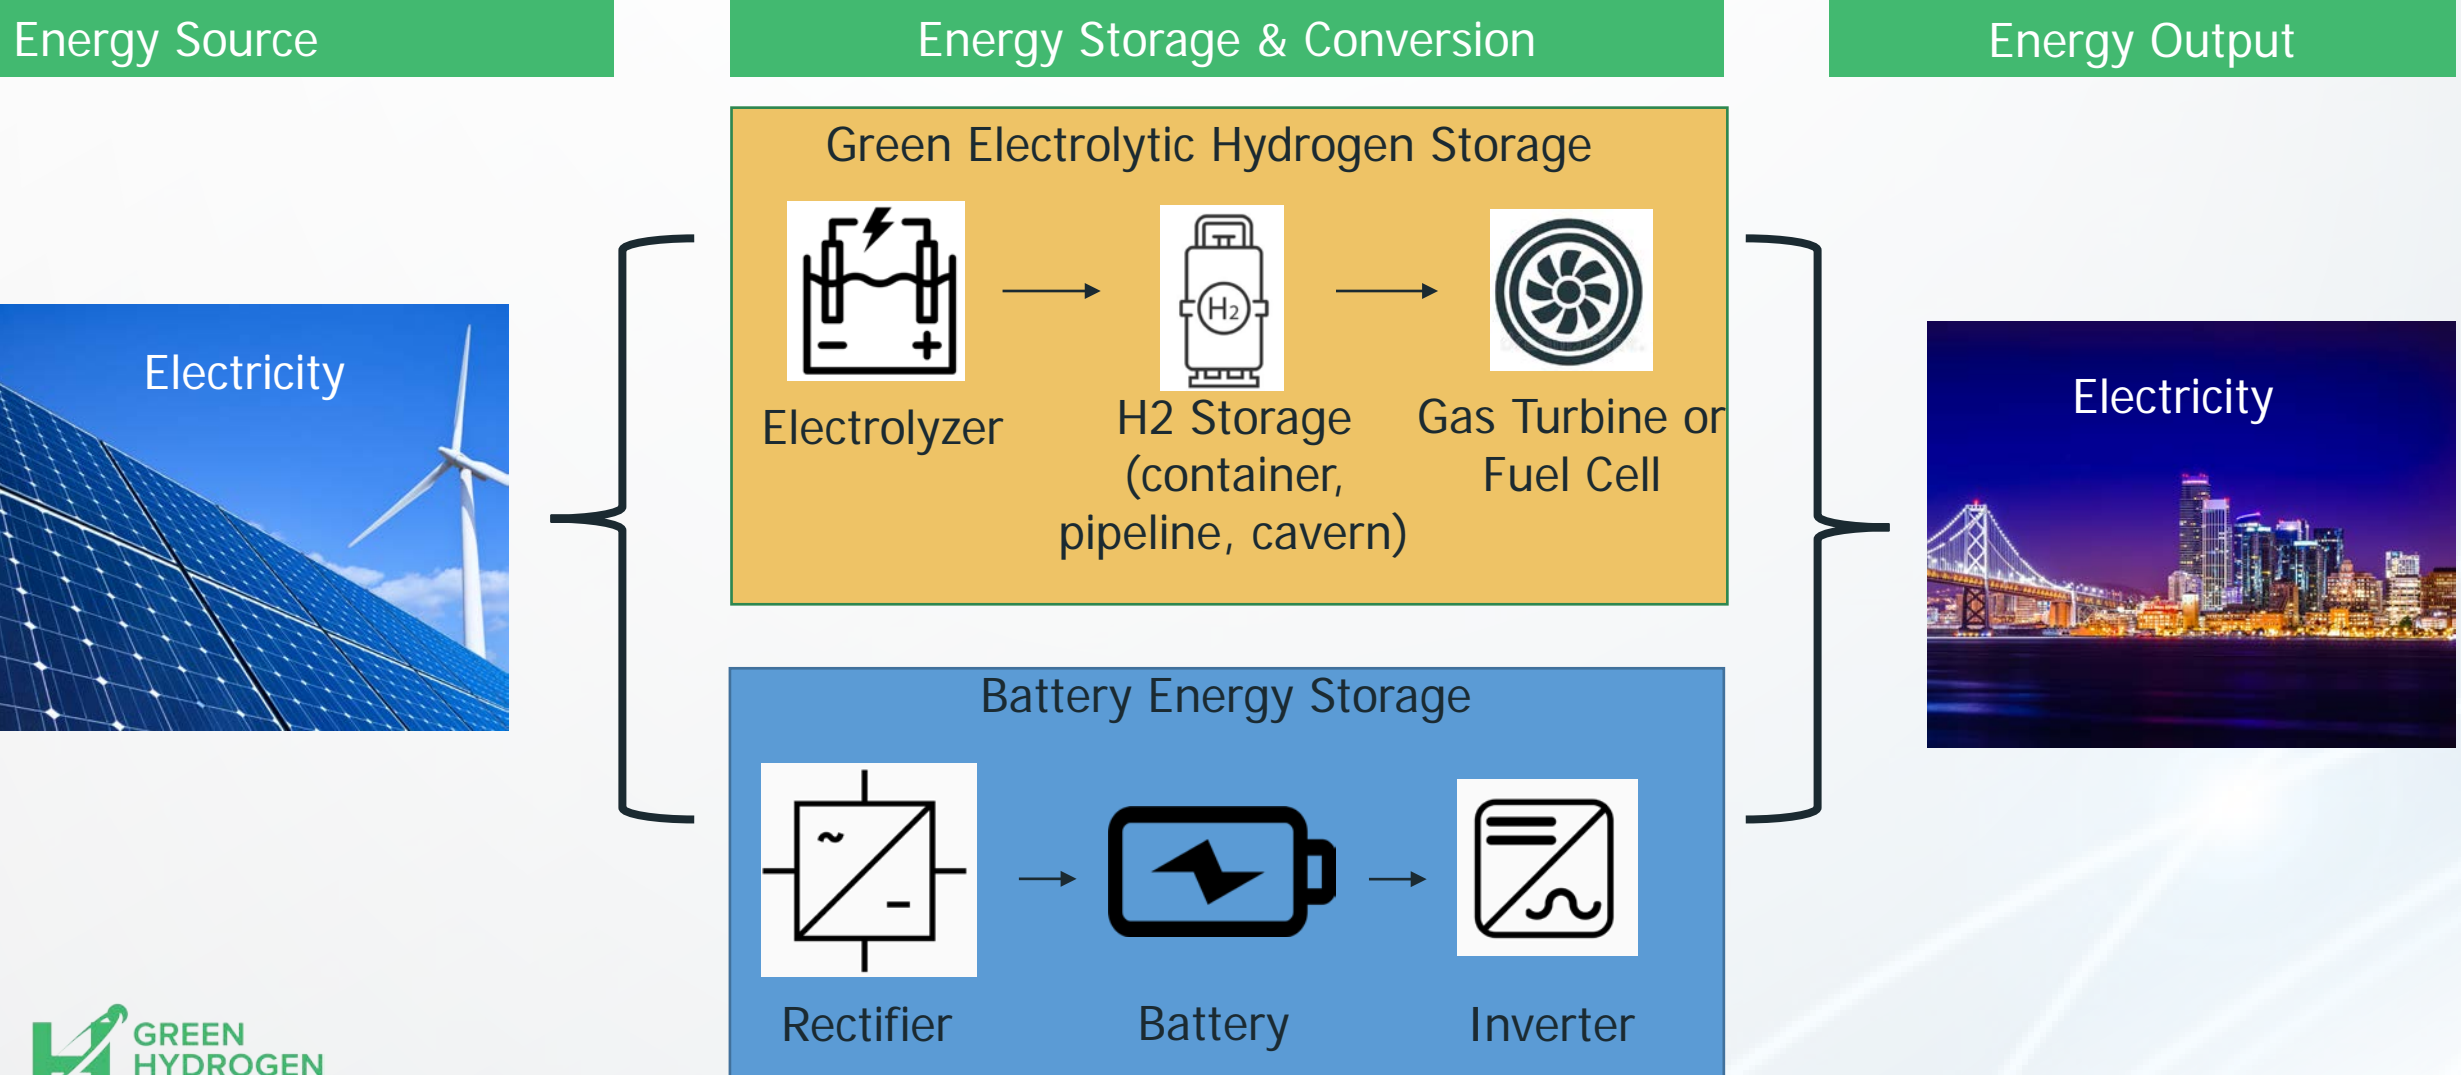 Energy Source
Energy Storage & Conversion
Energy Output
Electricity
Green Electrolytic Hydrogen Storage
H2
Electrolyzer
H2 Storage
(container,
pipeline, cavern)
Gas Turbine or
Fuel Cell
Battery Energy Storage
Rectifier
Battery
Inverter
Electricity
GREEN
HYDROGEN